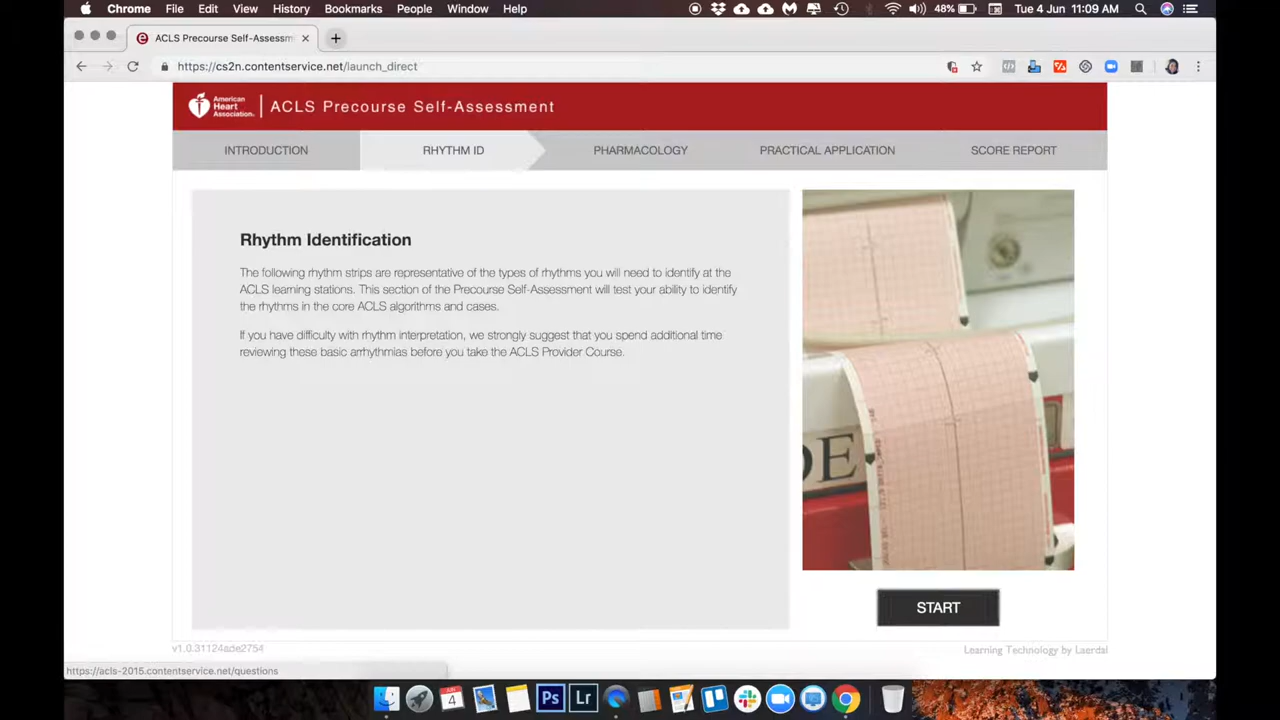 Chrome File Edit View History Bookmarks People Window Help 48% Tue 4 Jun 11:09 AM
ACLS Precourse Self-Assessm
https://cs2n.contentservice.net/launch_direct
American Heart Association. ACLS Precourse Self-Assessment
INTRODUCTION RHYTHM ID PHARMACOLOGY PRACTICAL APPLICATION SCORE REPORT
Rhythm Identification
The following rhythm strips are representative of the types of rhythms you will need to identify at the
ACLS learning stations. This section of the Precourse Self-Assessment will test your ability to identify
the rhythms in the core ACLS algorithms and cases.
If you have difficulty with rhythm interpretation, we strongly suggest that you spend additional time
reviewing these basic arrhythmias before you take the ACLS Provider Course.
START
v1.0.31124ade2754
Learning Technology by Laerdal
https://acls-2015.contentservice.net/questions
4 Ps Lr